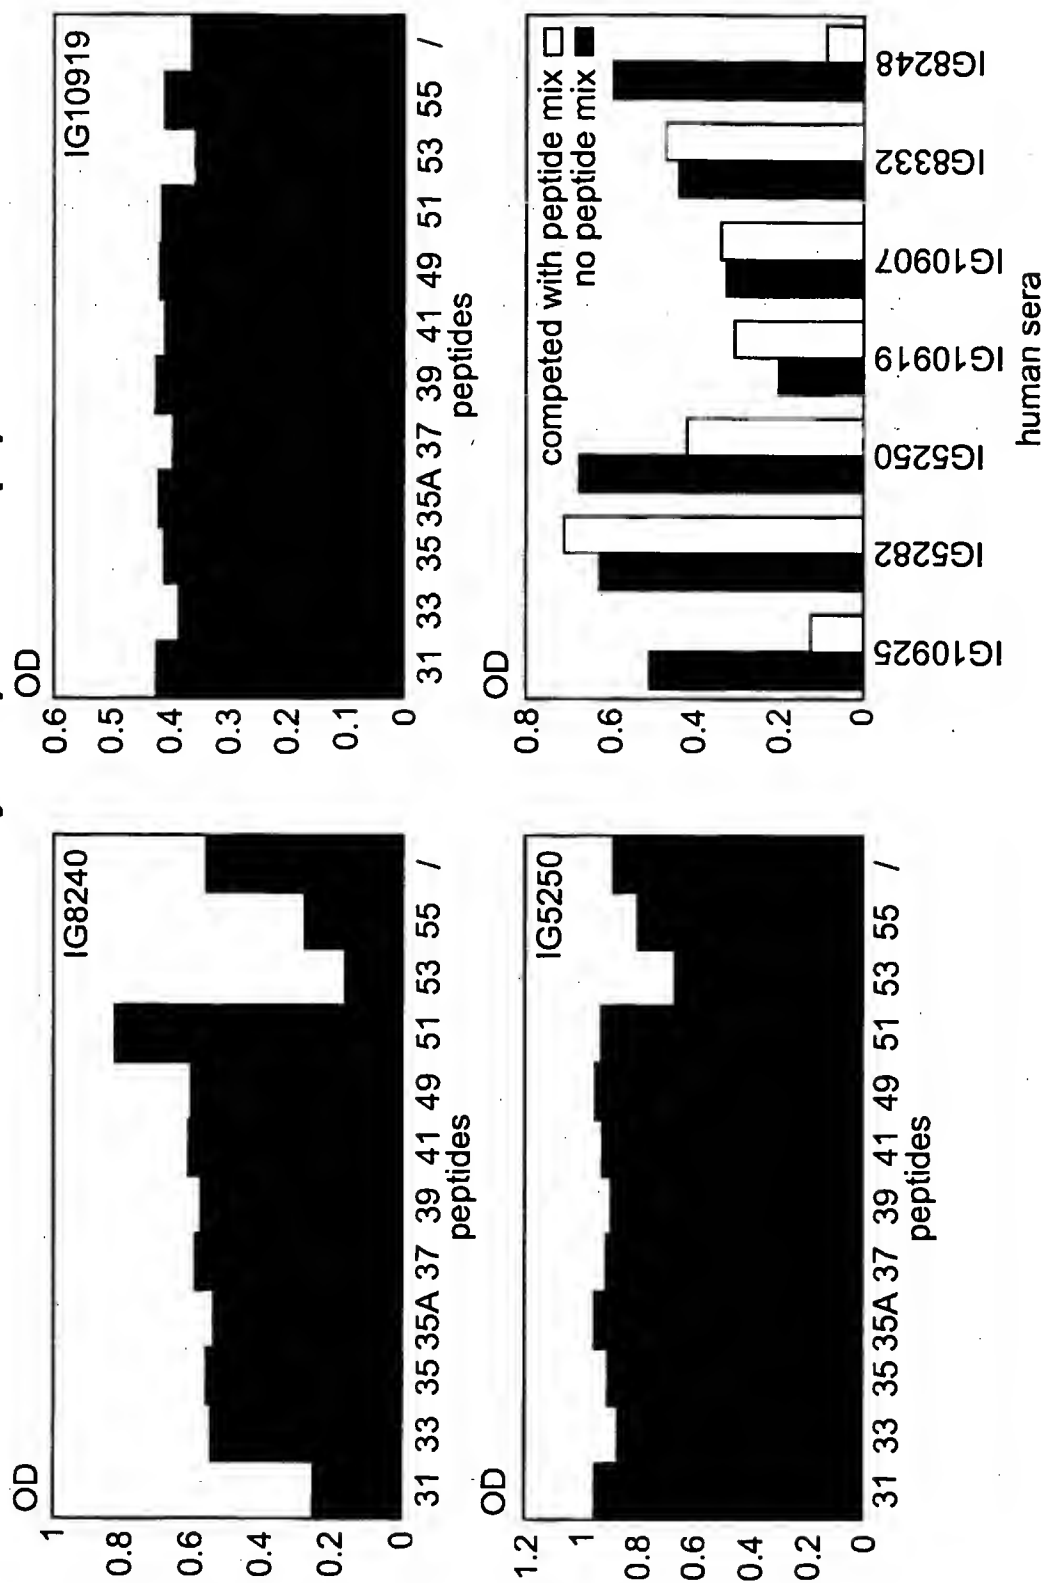 OD
IG8240
1
0.8
0.6
0.4
0.2
0
31 33 35 35A 37 39 41 49 51 53 55 /
peptides
OD
IG10919
0.6
0.5
0.4
0.3
0.2
0.1
0
31 33 35 35A 37 39 41 49 51 53 55 /
peptides
OD
IG5250
1.2
1
0.8
0.6
0.4
0.2
0
31 33 35 35A 37 39 41 49 51 53 55 /
peptides
OD
competed with peptide mix
no peptide mix
0.8
0.6
0.4
0.2
0
IG10925
IG5282
IG5250
IG10919
IG10907
IG8332
IG8248
human sera